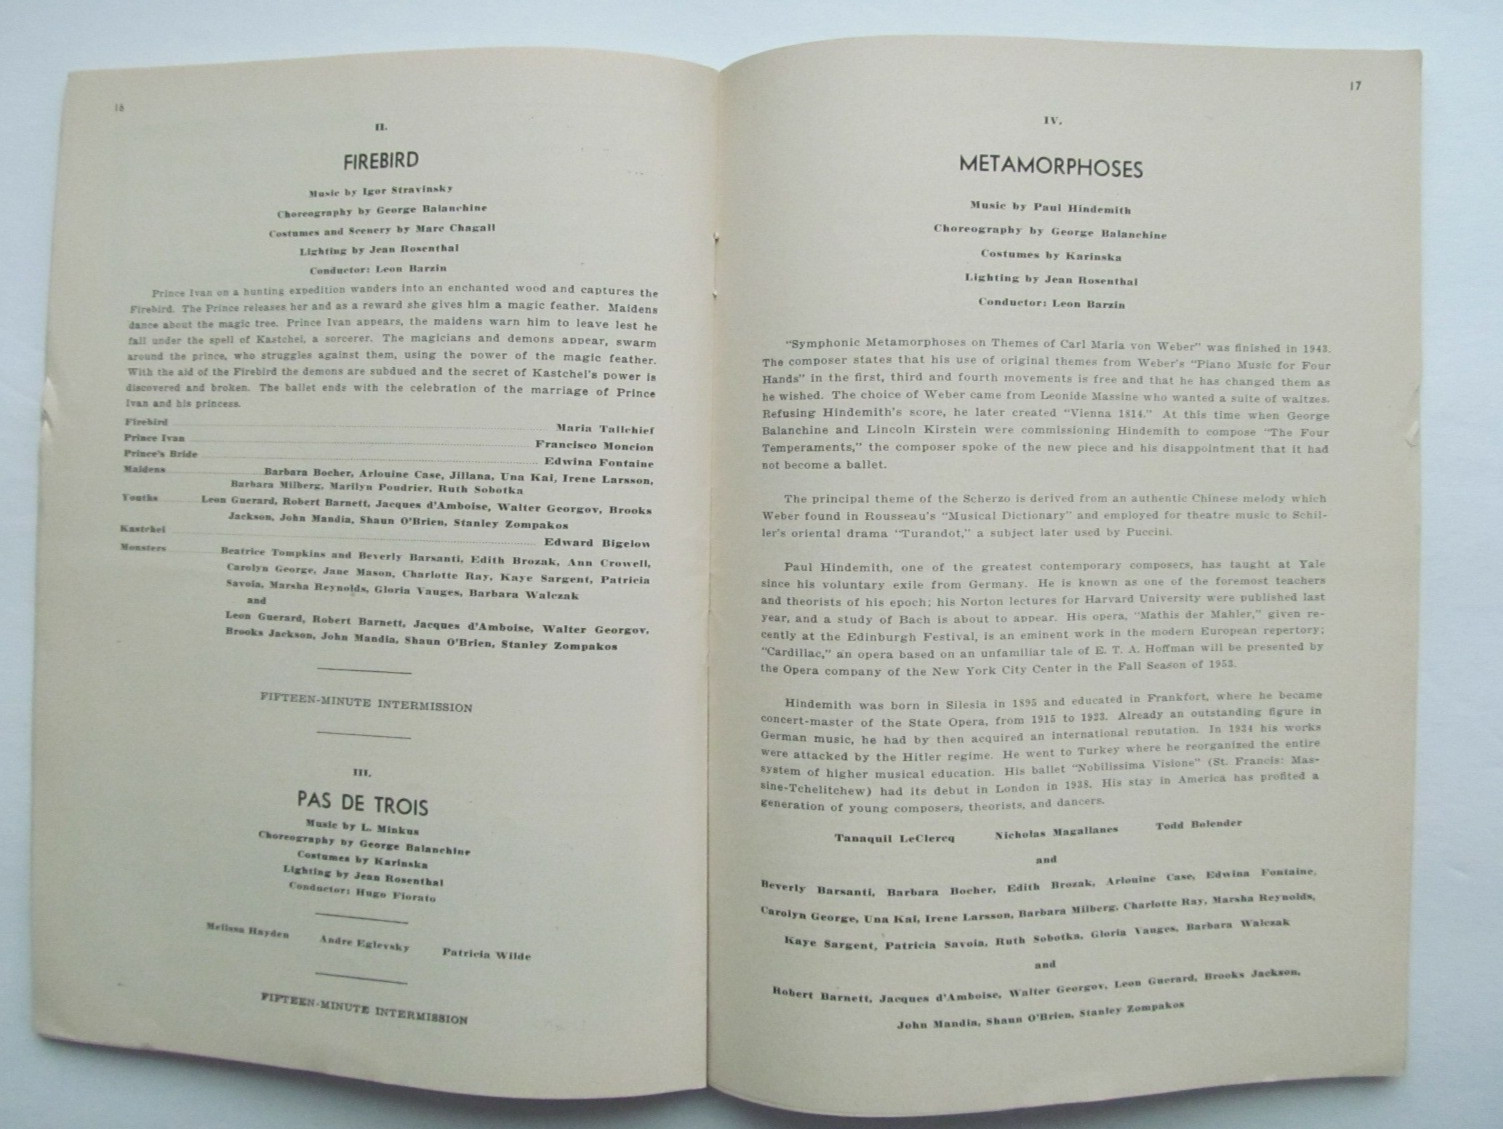 16
II.
FIREBIRD
Music by Igor Stravinsky
Choreography by George Balanchine
Costumes and Scenery by Marc Chagall
Lighting by Jean Rosenthal
Conductor: Leon Barzin
Prince Ivan on a hunting expedition wanders into an enchanted wood and captures the
Firebird. The Prince releases her and as a reward she gives him a magic feather. Maidens
dance about the magic tree. Prince Ivan appears, the maidens warn him to leave lest he
fall under the spell of Kastchei, a sorcerer. The magicians and demons appear, swarm
around the prince, who struggles against them, using the power of the magic feather.
With the aid of the Firebird the demons are subdued and the secret of Kastchei's power is
discovered and broken. The ballet ends with the celebration of the marriage of Prince
Ivan and his princess.
Firebird Maria Tallchief
Prince Ivan Francisco Moncion
Prince's Bride Edwina Fontaine
Maidens Barbara Bocher, Arlouine Case, Jillana, Una Kai, Irene Larsson,
Barbara Milberg, Marilyn Poudrier, Ruth Sobotka
Youths Leon Guerard, Robert Barnett, Jacques d'Amboise, Walter Georgov, Brooks
Jackson, John Mandia, Shaun O'Brien, Stanley Zompakos
Kastchei Edward Bigelow
Monsters Beatrice Tompkins and Beverly Barsanti, Edith Brozak, Ann Crowell,
Carolyn George, Jane Mason, Charlotte Ray, Kaye Sargent, Patricia
Savoia, Marsha Reynolds, Gloria Vauges, Barbara Walczak
and
Leon Guerard, Robert Barnett, Jacques d'Amboise, Walter Georgov,
Brooks Jackson, John Mandia, Shaun O'Brien, Stanley Zompakos
FIFTEEN-MINUTE INTERMISSION
III.
PAS DE TROIS
Music by L. Minkus
Choreography by George Balanchine
Costumes by Karinska
Lighting by Jean Rosenthal
Conductor: Hugo Fiorato
Melissa Hayden Andre Eglevsky Patricia Wilde
FIFTEEN-MINUTE INTERMISSION
17
IV.
METAMORPHOSES
Music by Paul Hindemith
Choreography by George Balanchine
Costumes by Karinska
Lighting by Jean Rosenthal
Conductor: Leon Barzin
"Symphonic Metamorphoses on Themes of Carl Maria von Weber" was finished in 1943.
The composer states that his use of original themes from Weber's "Piano Music for Four
Hands" in the first, third and fourth movements is free and that he has changed them as
he wished. The choice of Weber came from Leonide Massine who wanted a suite of waltzes.
Refusing Hindemith's score, he later created "Vienna 1814." At this time when George
Balanchine and Lincoln Kirstein were commissioning Hindemith to compose "The Four
Temperaments," the composer spoke of the new piece and his disappointment that it had
not become a ballet.
The principal theme of the Scherzo is derived from an authentic Chinese melody which
Weber found in Rousseau's "Musical Dictionary" and employed for theatre music to Schil-
ler's oriental drama "Turandot," a subject later used by Puccini.
Paul Hindemith, one of the greatest contemporary composers, has taught at Yale
since his voluntary exile from Germany. He is known as one of the foremost teachers
and theorists of his epoch; his Norton lectures for Harvard University were published last
year, and a study of Bach is about to appear. His opera, "Mathis der Mahler," given re-
cently at the Edinburgh Festival, is an eminent work in the modern European repertory;
"Cardillac," an opera based on an unfamiliar tale of E. T. A. Hoffman will be presented by
the Opera company of the New York City Center in the Fall Season of 1953.
Hindemith was born in Silesia in 1895 and educated in Frankfort, where he became
concert-master of the State Opera, from 1915 to 1923. Already an outstanding figure in
German music, he had by then acquired an international reputation. In 1934 his works
were attacked by the Hitler regime. He went to Turkey where he reorganized the entire
system of higher musical education. His ballet "Nobilissima Visione" (St. Francis: Mas-
sine-Tchelitchew) had its debut in London in 1938. His stay in America has profited a
generation of young composers, theorists, and dancers.
Tanaquil LeClercq Nicholas Magallanes Todd Bolender
and
Beverly Barsanti, Barbara Bocher, Edith Brozak, Arlouine Case, Edwina Fontaine,
Carolyn George, Una Kai, Irene Larsson, Barbara Milberg, Charlotte Ray, Marsha Reynolds,
Kaye Sargent, Patricia Savoia, Ruth Sobotka, Gloria Vauges, Barbara Walczak
and
Robert Barnett, Jacques d'Amboise, Walter Georgov, Leon Guerard, Brooks Jackson,
John Mandia, Shaun O'Brien, Stanley Zompakos